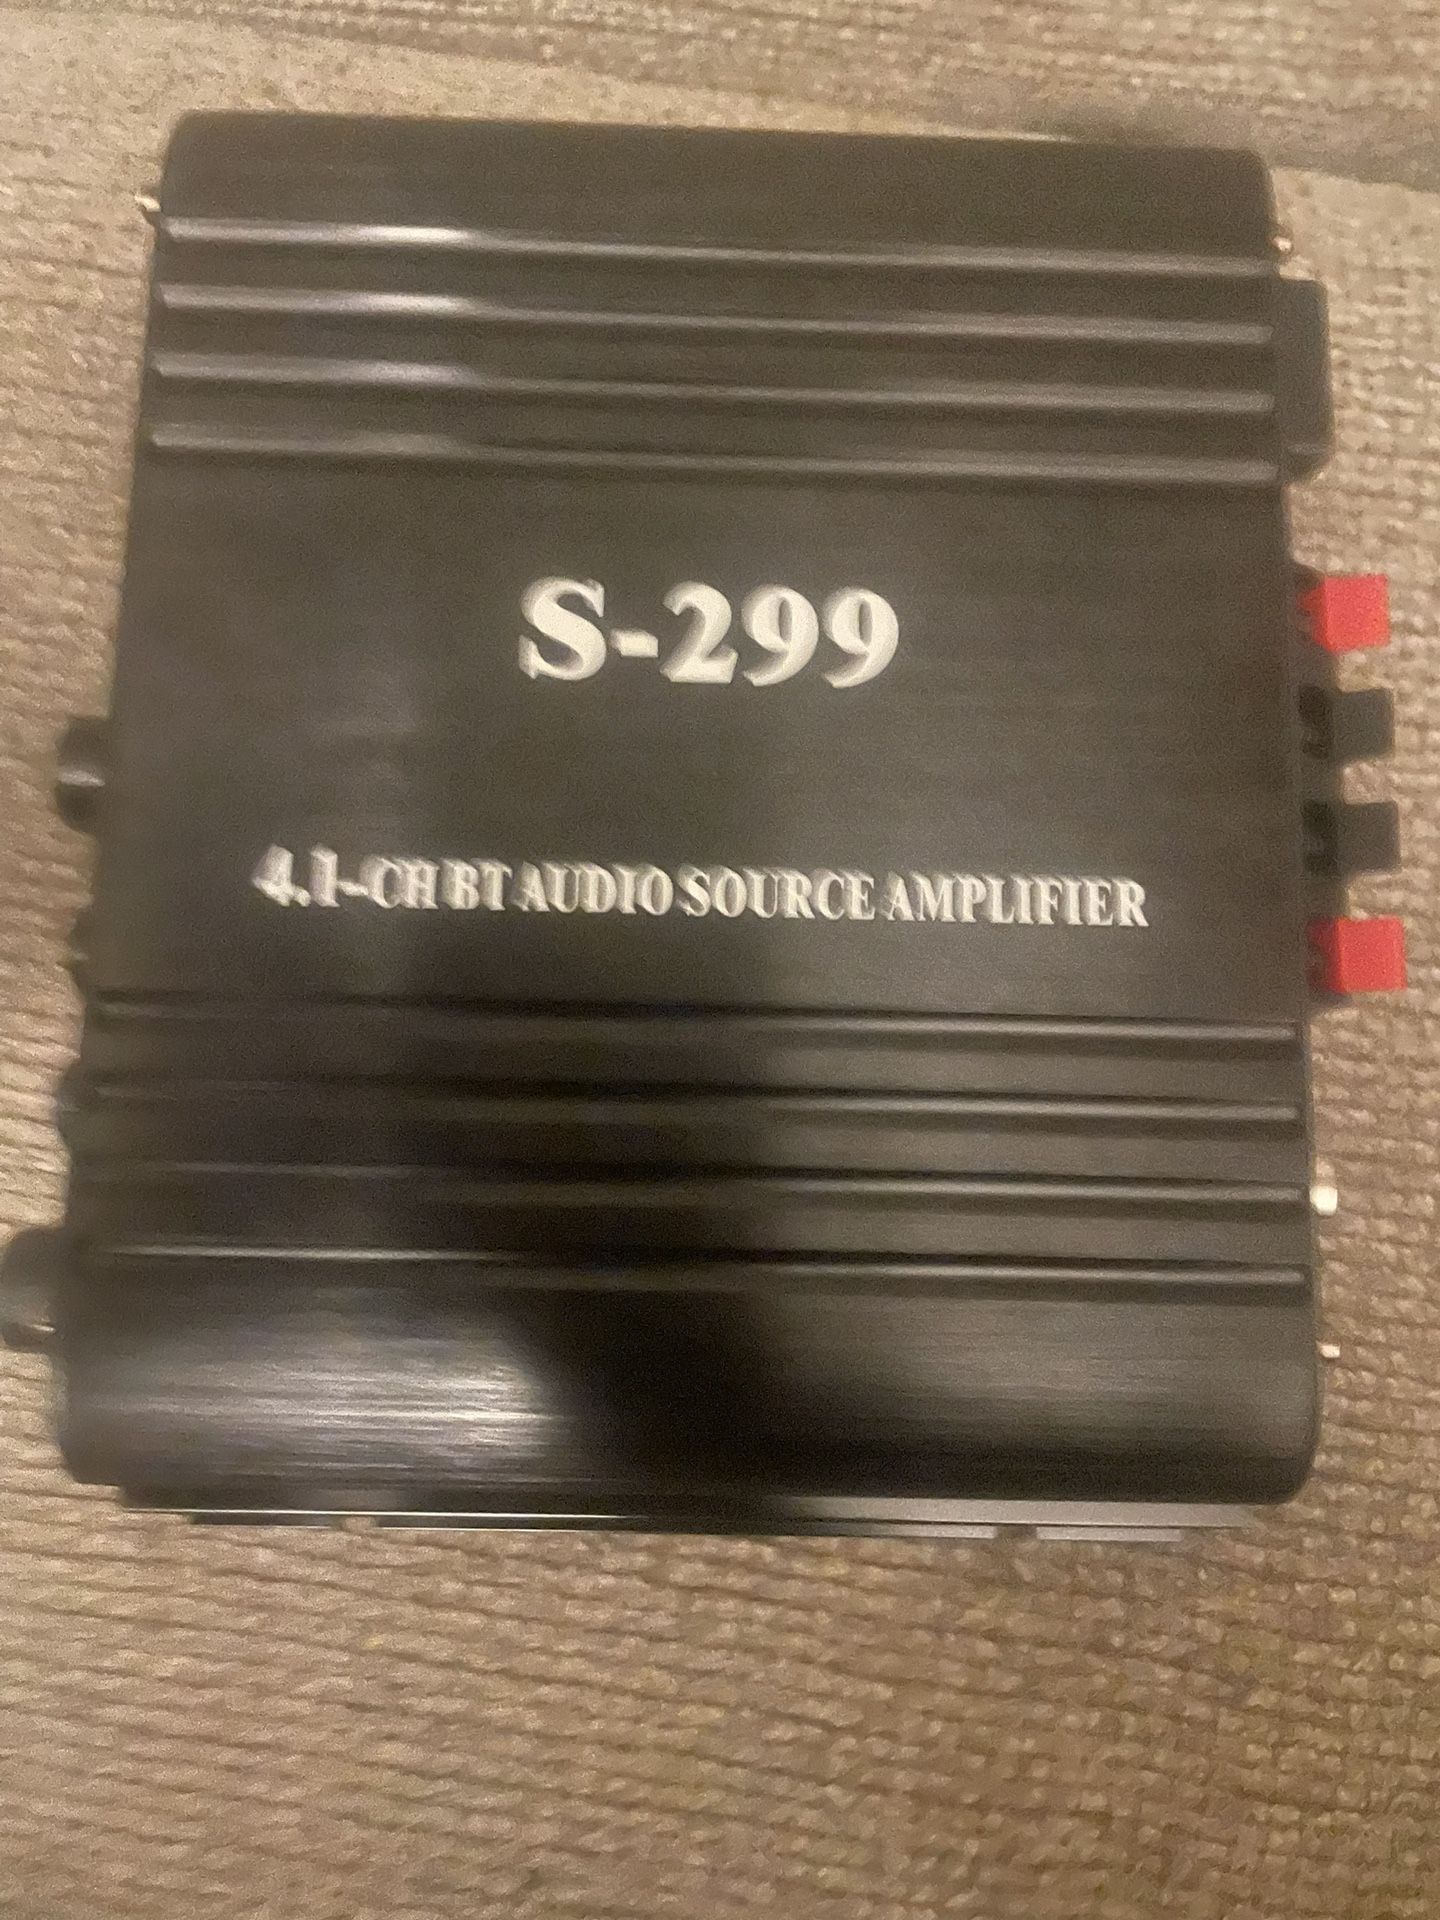 S-299
4.1-CH BT AUDIO SOURCE AMPLIFIER